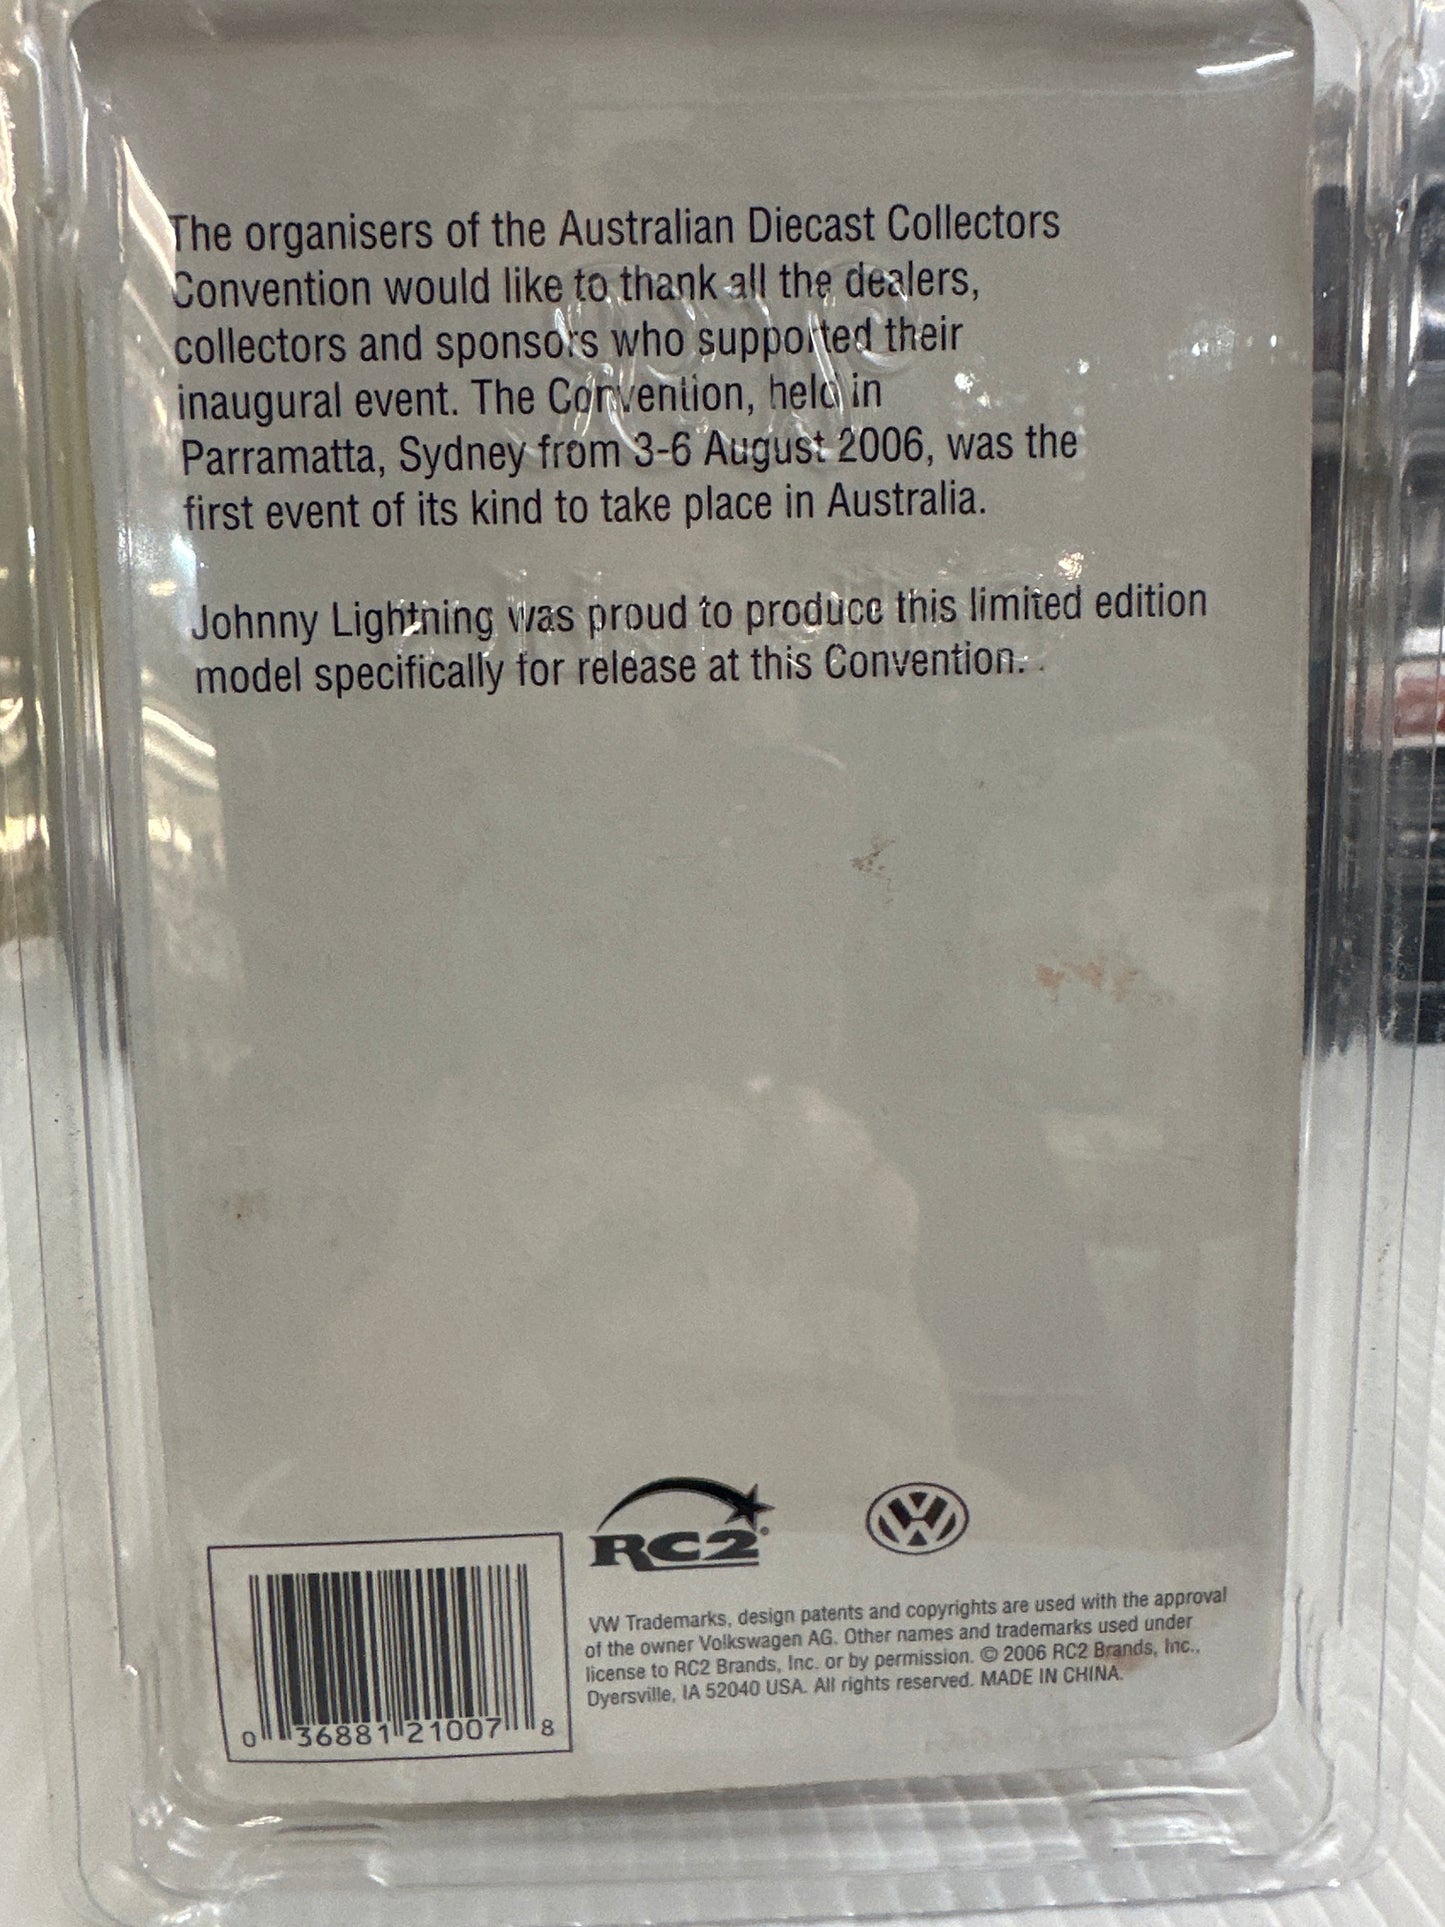 The organisers of the Australian Diecast Collectors
Convention would like to thank all the dealers,
collectors and sponsors who supported their
inaugural event. The Convention, held in
Parramatta, Sydney from 3-6 August 2006, was the
first event of its kind to take place in Australia.
Johnny Lightning was proud to produce this limited edition
model specifically for release at this Convention.
RC2
VW
VW Trademarks, design patents and copyrights are used with the approval
of the owner Volkswagen AG. Other names and trademarks used under
license to RC2 Brands, Inc. or by permission. © 2006 RC2 Brands, Inc.,
Dyersville, IA 52040 USA. All rights reserved. MADE IN CHINA.
0 36881 21007 8